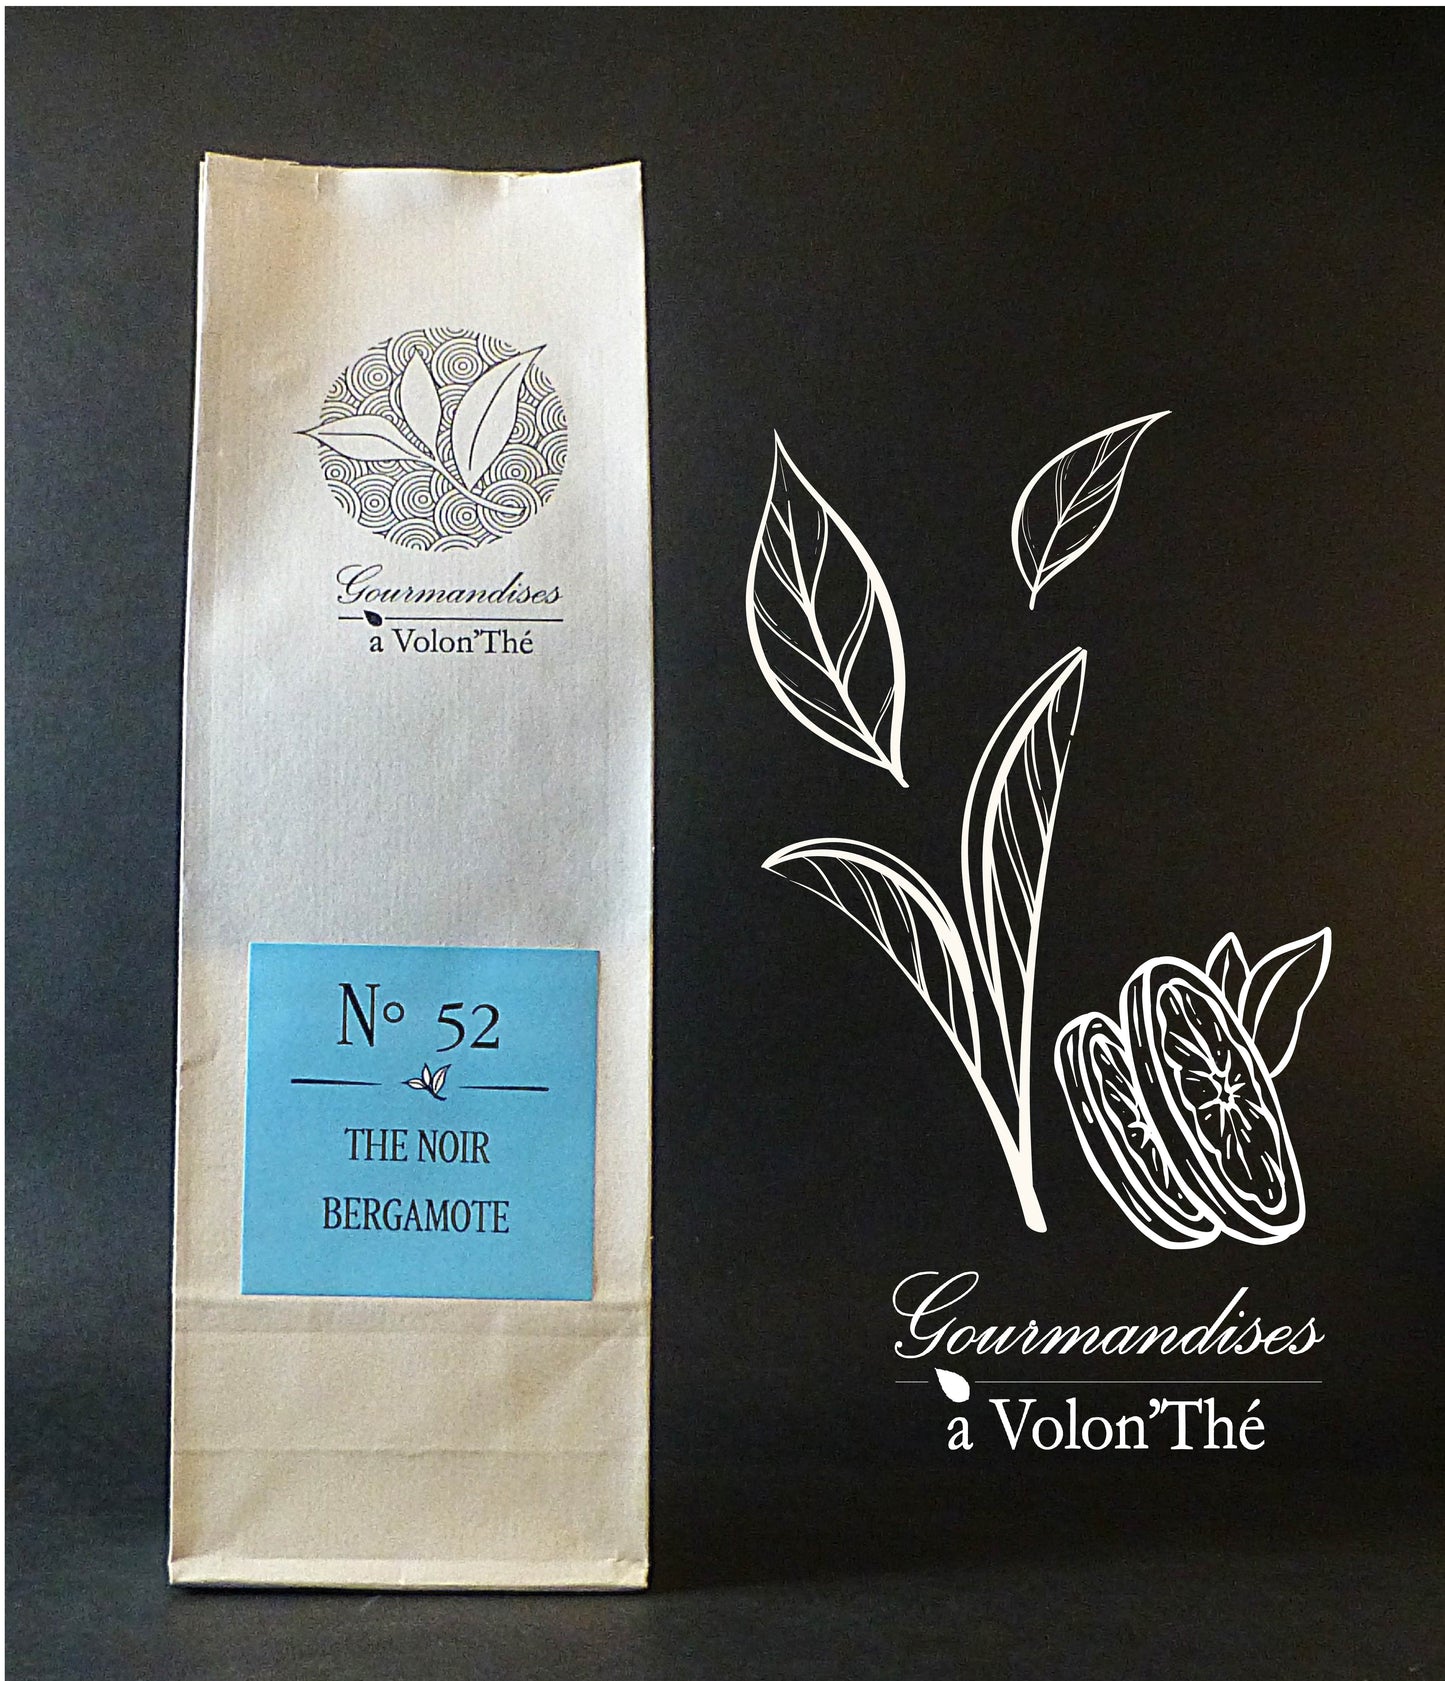 Gourmandises
a Volon'Thé
N° 52
THE NOIR
BERGAMOTE
Gourmandises
a Volon'Thé